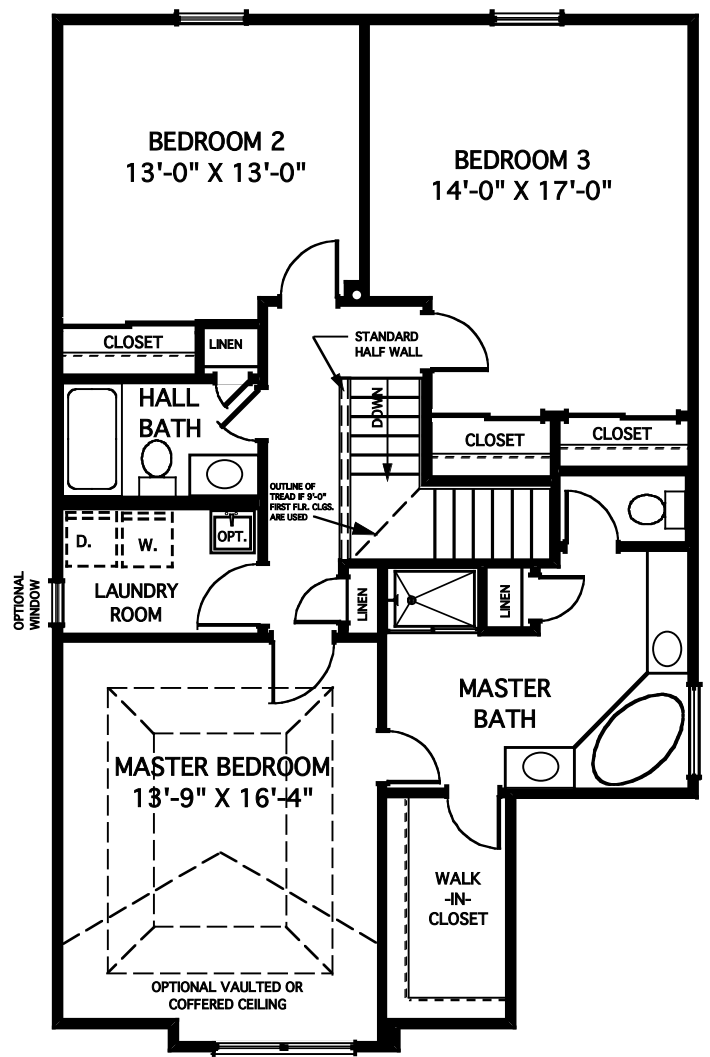 BEDROOM 2
13'-0" X 13'-0"
BEDROOM 3
14'-0" X 17'-0"
CLOSET
LINEN
STANDARD
HALF WALL
HALL
BATH
DOWN
CLOSET
CLOSET
OUTLINE OF
TREAD IF 9'-0"
FIRST FLR. CLGS.
ARE USED
D.
W.
OPT.
LAUNDRY
ROOM
OPTIONAL
WINDOW
LINEN
LINEN
MASTER
BATH
MASTER BEDROOM
13'-9" X 16'-4"
WALK
-IN-
CLOSET
OPTIONAL VAULTED OR
COFFERED CEILING